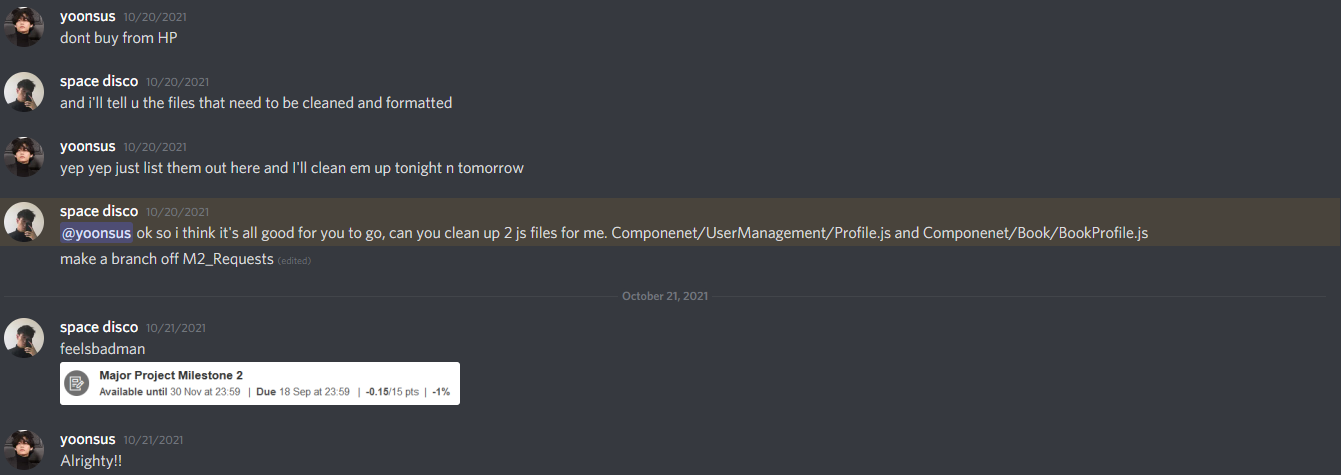 yoonsus 10/20/2021
dont buy from HP
space disco 10/20/2021
and i'll tell u the files that need to be cleaned and formatted
yoonsus 10/20/2021
yep yep just list them out here and I'll clean em up tonight n tomorrow
space disco 10/20/2021
@yoonsus ok so i think it's all good for you to go, can you clean up 2 js files for me. Componenet/UserManagement/Profile.js and Componenet/Book/BookProfile.js
make a branch off M2_Requests (edited)
October 21, 2021
space disco 10/21/2021
feelsbadman
Major Project Milestone 2
Available until 30 Nov at 23:59 | Due 18 Sep at 23:59 | -0.15/15 pts | -1%
yoonsus 10/21/2021
Alrighty!!